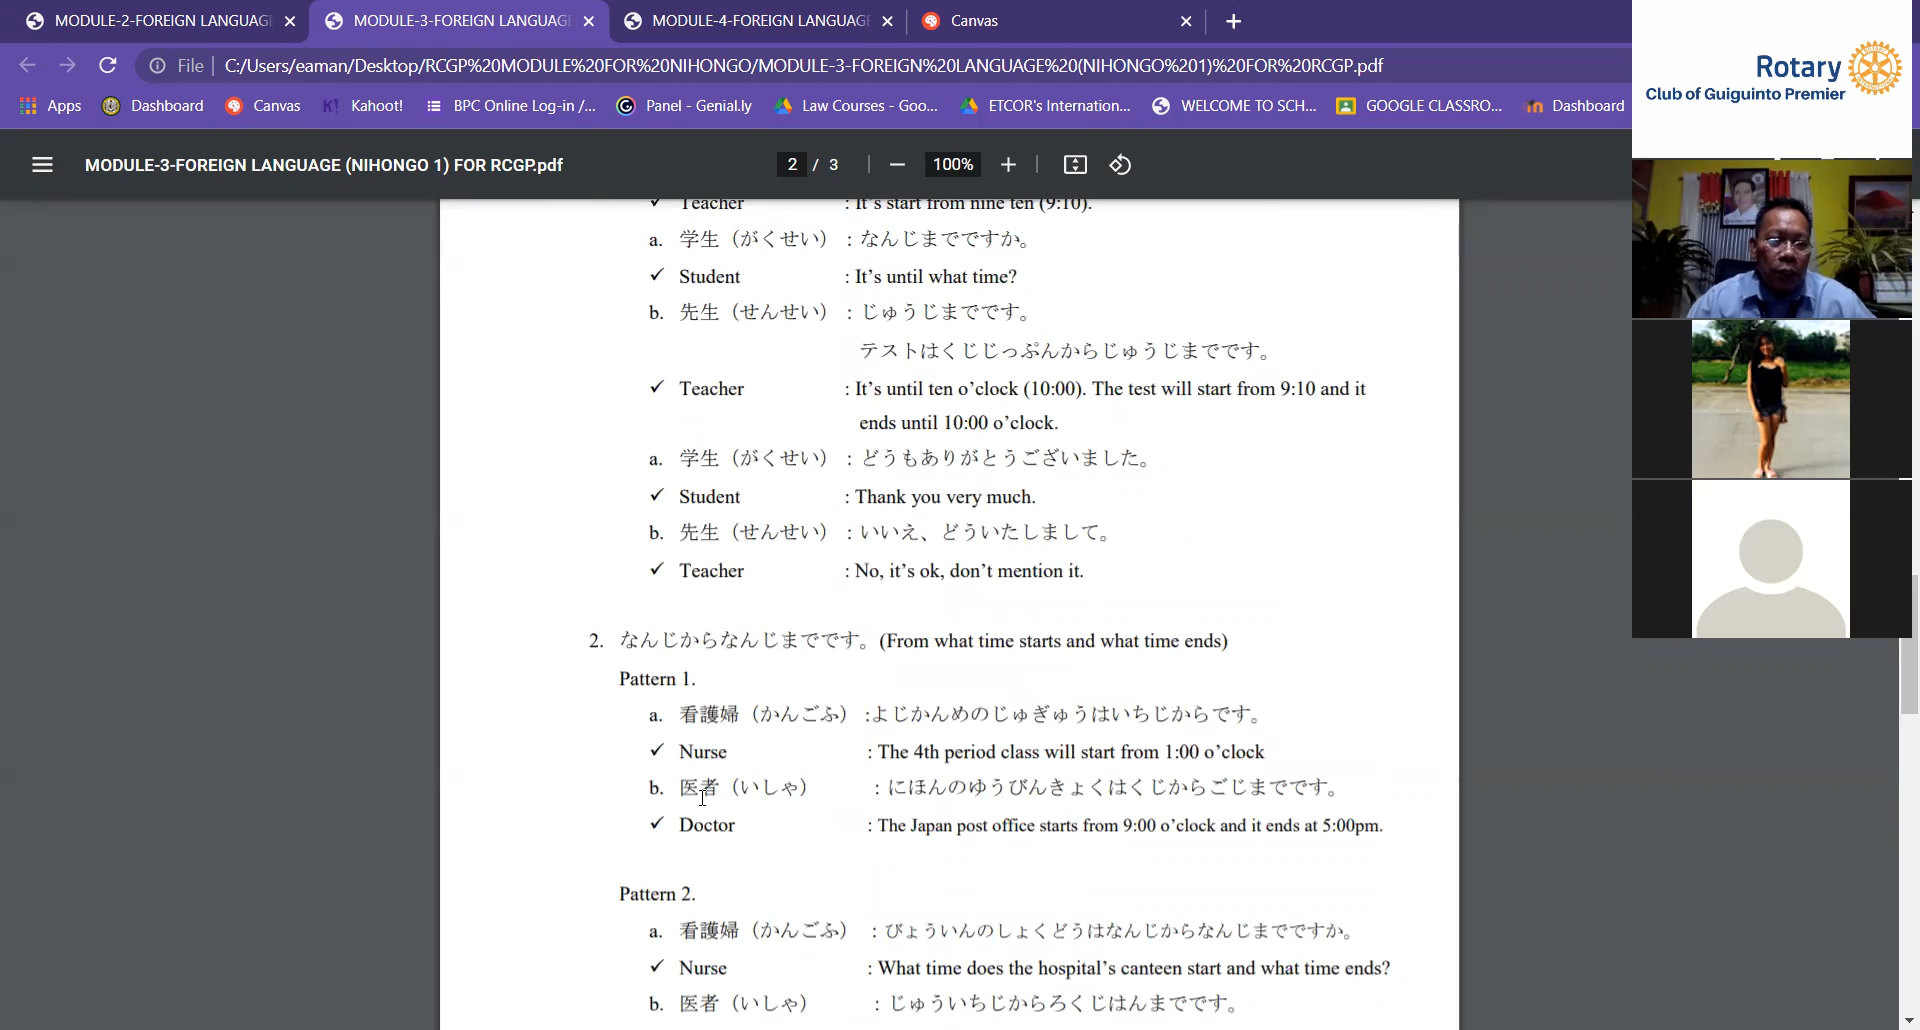 MODULE-2-FOREIGN LANGUAGE
MODULE-3-FOREIGN LANGUAGE
MODULE-4-FOREIGN LANGUAGE
Canvas
File
C:/Users/eaman/Desktop/RCGP%20MODULE%20FOR%20NIHONGO/MODULE-3-FOREIGN%20LANGUAGE%20(NIHONGO%201)%20FOR%20RCGP.pdf
Apps Dashboard Canvas Kahoot! BPC Online Log-in /... Panel - Genial.ly Law Courses - Goo... ETCOR's Internation... WELCOME TO SCH... GOOGLE CLASSRO... Dashboard
Rotary
Club of Guiguinto Premier
MODULE-3-FOREIGN LANGUAGE (NIHONGO 1) FOR RCGP.pdf
2 / 3
100%
✓ Teacher : It's start from nine ten (9:10).
a. 学生（がくせい） : なんじまでですか。
✓ Student : It's until what time?
b. 先生（せんせい） : じゅうじまでです。
テストはくじじっぷんからじゅうじまでです。
✓ Teacher : It's until ten o'clock (10:00). The test will start from 9:10 and it
ends until 10:00 o'clock.
a. 学生（がくせい） : どうもありがとうございました。
✓ Student : Thank you very much.
b. 先生（せんせい） : いいえ、どういたしまして。
✓ Teacher : No, it's ok, don't mention it.
2. なんじからなんじまでです。(From what time starts and what time ends)
Pattern 1.
a. 看護婦（かんごふ） :よじかんめのじゅぎゅうはいちじからです。
✓ Nurse : The 4th period class will start from 1:00 o'clock
b. 医者（いしゃ） : にほんのゆうびんきょくはくじからごじまでです。
✓ Doctor : The Japan post office starts from 9:00 o'clock and it ends at 5:00pm.
Pattern 2.
a. 看護婦（かんごふ） : びょういんのしょくどうはなんじからなんじまでですか。
✓ Nurse : What time does the hospital's canteen start and what time ends?
b. 医者（いしゃ） : じゅういちじからろくじはんまでです。